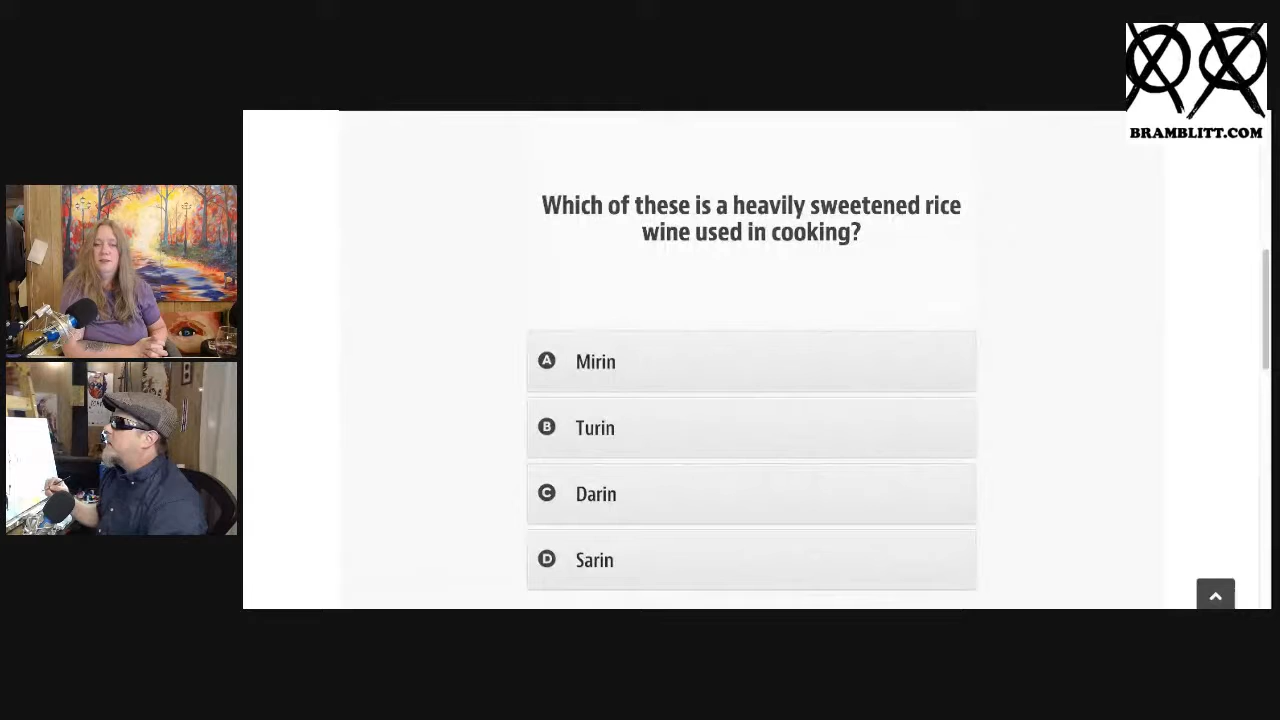 BRAMBLITT.COM
Which of these is a heavily sweetened rice
wine used in cooking?
A Mirin
B Turin
C Darin
D Sarin